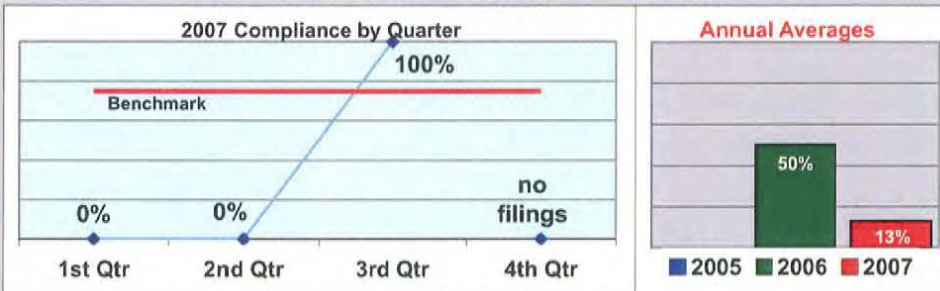 2007 Compliance by Quarter
100%
Benchmark
0%
0%
no
filings
1st Qtr
2nd Qtr
3rd Qtr
4th Qtr
Annual Averages
50%
13%
2005
2006
2007